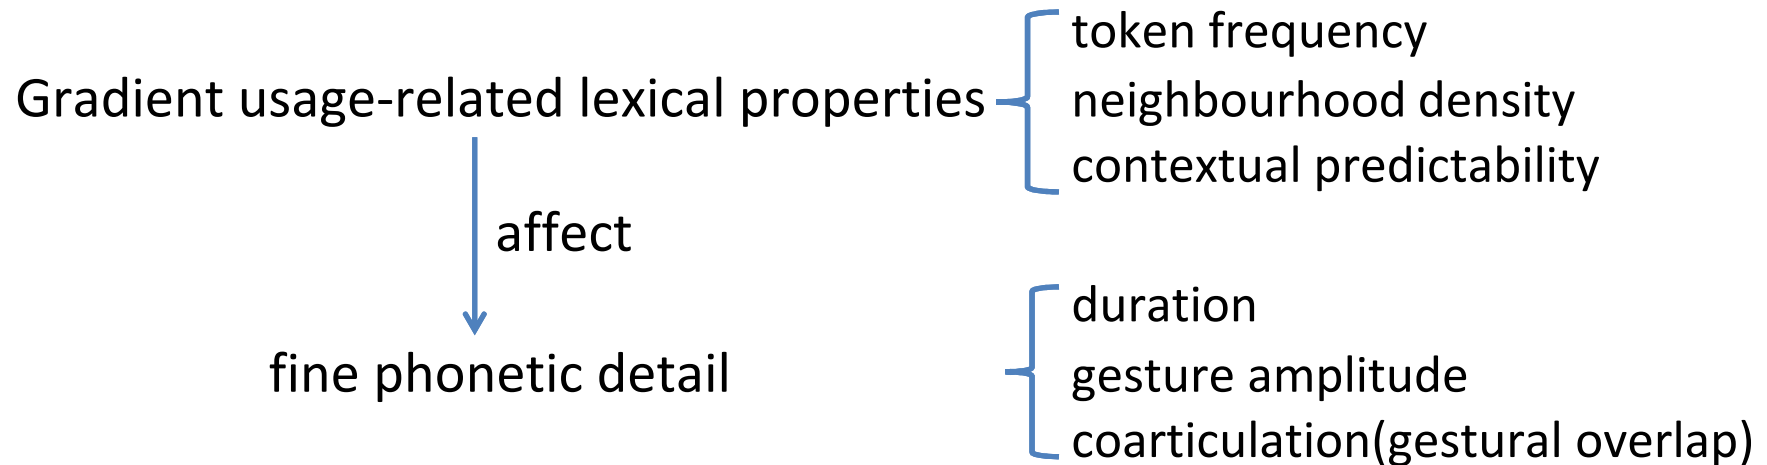 token frequency
Gradient usage-related lexical properties
neighbourhood density
contextual predictability
affect
duration
fine phonetic detail
gesture amplitude
coarticulation(gestural overlap)